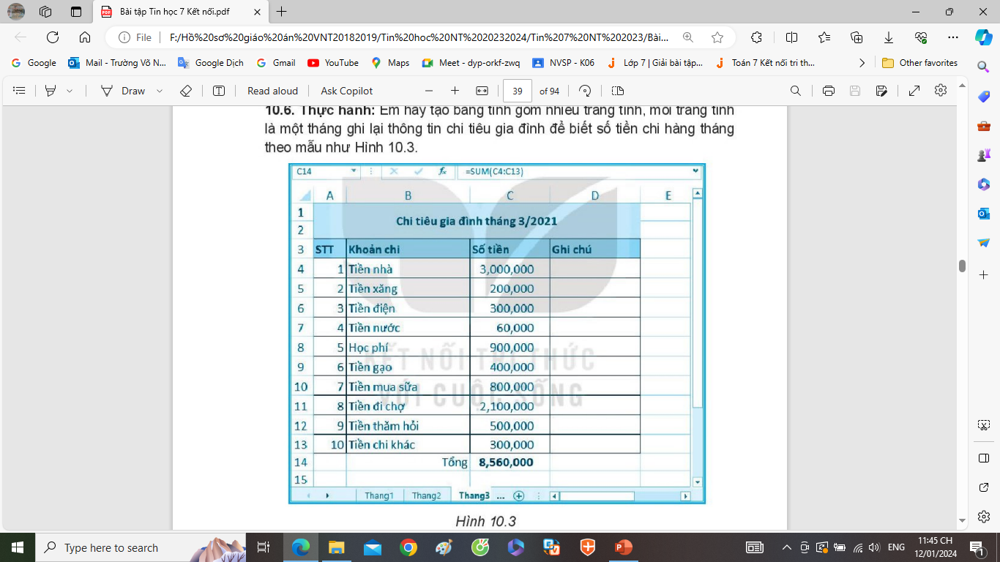 Bài tập Tin học 7 Kết nối.pdf
File
F:/Hồ%20sơ%20giáo%20án%20VNT20182019/Tin%20hoc%20NT%2020232024/Tin%207%20NT%202023/Bài...
Google
Mail - Trường Võ N...
Google Dịch
Gmail
YouTube
Maps
Meet - dyp-orkf-zwq
NVSP - K06
Lớp 7 | Giải bài tập...
Toán 7 Kết nối tri th...
Other favorites
Draw
Read aloud
Ask Copilot
39
of 94
10.6. Thực hành: Em hãy tạo bảng tính gồm nhiều trang tính, mỗi trang tính
là một tháng ghi lại thông tin chi tiêu gia đình để biết số tiền chi hàng tháng
theo mẫu như Hình 10.3.
C14
fx
=SUM(C4:C13)
A B C D E
1
Chi tiêu gia đình tháng 3/2021
2
3 STT Khoản chi Số tiền Ghi chú
4 1 Tiền nhà 3,000,000
5 2 Tiền xăng 200,000
6 3 Tiền điện 300,000
7 4 Tiền nước 60,000
8 5 Học phí 900,000
KẾT NỐI TRI THỨC
9 6 Tiền gạo 400,000
10 7 Tiền mua sữa 800,000
VỚI CUỘC SỐNG
11 8 Tiền đi chợ 2,100,000
12 9 Tiền thăm hỏi 500,000
13 10 Tiền chi khác 300,000
14 Tổng 8,560,000
15
Thang1 Thang2 Thang3 ...
Hình 10.3
Type here to search
ENG
11:45 CH
12/01/2024
1